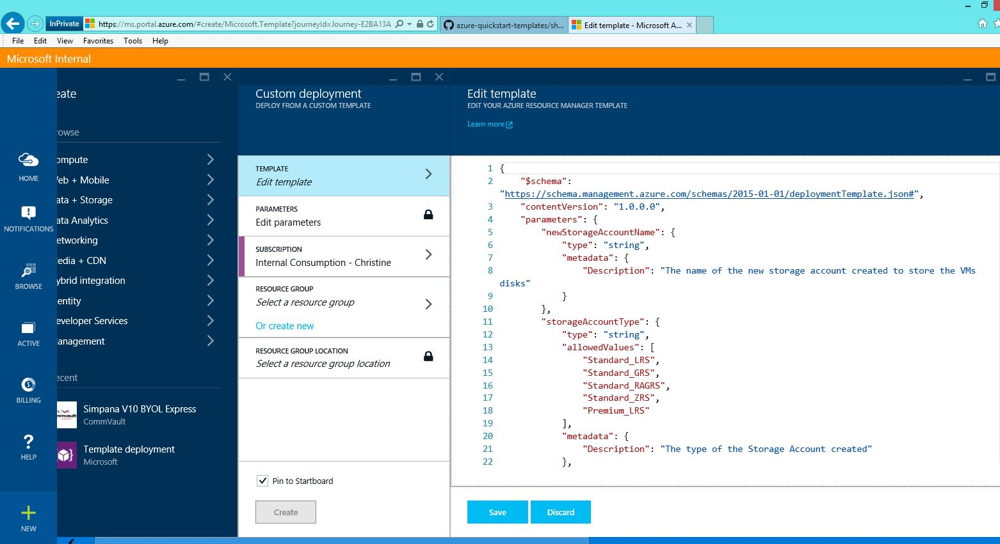 InPrivate
https://ms.portal.azure.com/#create/Microsoft.Template?journeyId=Journey-E2BA13A
azure-quickstart-templates/sh...
Edit template - Microsoft A...
File Edit View Favorites Tools Help
Microsoft Internal
HOME
NOTIFICATIONS
BROWSE
ACTIVE
BILLING
HELP
NEW
eate
rowse
ompute
eb + Mobile
ata + Storage
ata Analytics
etworking
edia + CDN
ybrid integration
entity
eveloper Services
anagement
ecent
Simpana V10 BYOL Express
CommVault
Template deployment
Microsoft
Custom deployment
DEPLOY FROM A CUSTOM TEMPLATE
TEMPLATE
Edit template
PARAMETERS
Edit parameters
SUBSCRIPTION
Internal Consumption - Christine
RESOURCE GROUP
Select a resource group
Or create new
RESOURCE GROUP LOCATION
Select a resource group location
Pin to Startboard
Create
Edit template
EDIT YOUR AZURE RESOURCE MANAGER TEMPLATE
Learn more
1 {
2 "$schema":
"https://schema.management.azure.com/schemas/2015-01-01/deploymentTemplate.json#",
3 "contentVersion": "1.0.0.0",
4 "parameters": {
5 "newStorageAccountName": {
6 "type": "string",
7 "metadata": {
8 "Description": "The name of the new storage account created to store the VMs
disks"
9 }
10 },
11 "storageAccountType": {
12 "type": "string",
13 "allowedValues": [
14 "Standard_LRS",
15 "Standard_GRS",
16 "Standard_RAGRS",
17 "Standard_ZRS",
18 "Premium_LRS"
19 ],
20 "metadata": {
21 "Description": "The type of the Storage Account created"
22 },
Save
Discard